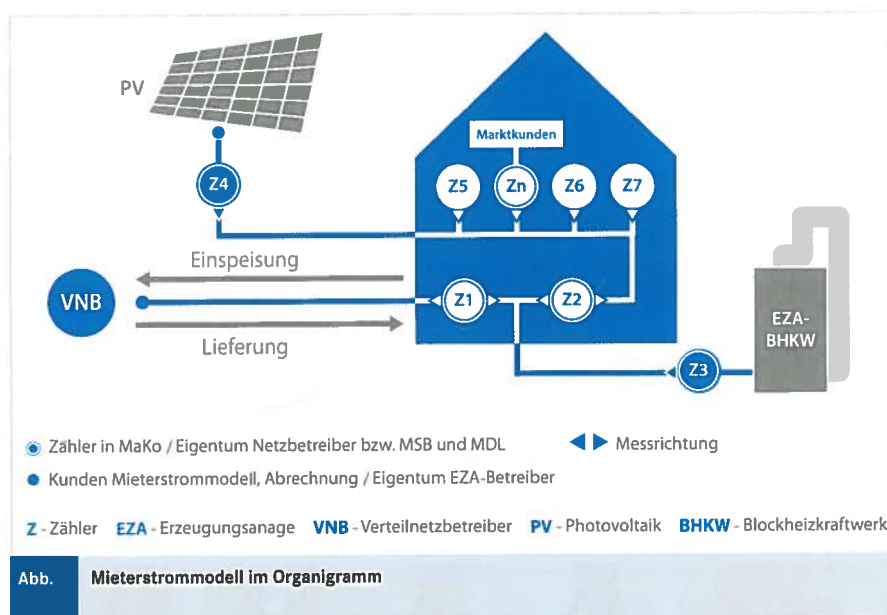 PV
Marktkunden
Z4
Z5
Zn
Z6
Z7
Einspeisung
VNB
Z1
Z2
EZA-
BHKW
Lieferung
Z3
Zähler in MaKo / Eigentum Netzbetreiber bzw. MSB und MDL
Messrichtung
Kunden Mieterstrommodell, Abrechnung / Eigentum EZA-Betreiber
Z - Zähler EZA - Erzeugungsanage VNB - Verteilnetzbetreiber PV - Photovoltaik BHKW - Blockheizkraftwerk
Abb. Mieterstrommodell im Organigramm